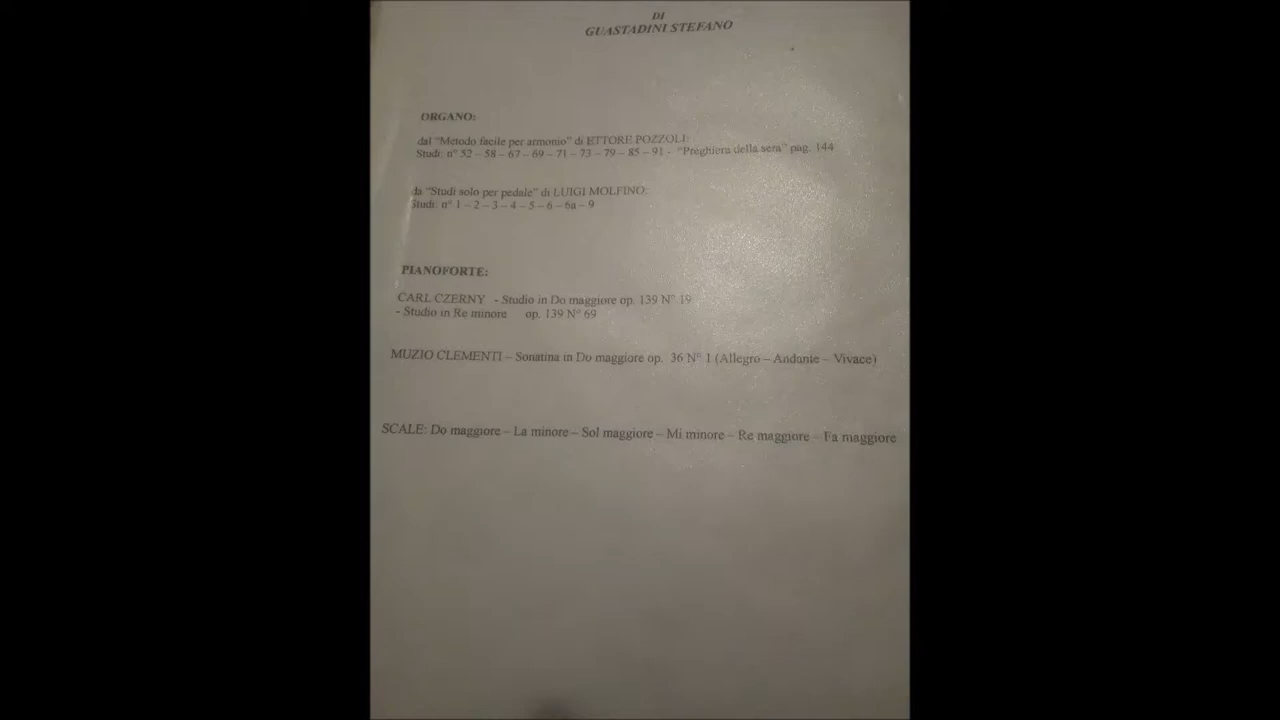 DI
GUASTADINI STEFANO
ORGANO:
dal "Metodo facile per armonio" di ETTORE POZZOLI:
Studi: n° 52 – 58 – 67 – 69 – 71 – 73 – 79 – 85 – 91 - "Preghiera della sera" pag. 144
da "Studi solo per pedale" di LUIGI MOLFINO:
Studi: n° 1 – 2 – 3 – 4 – 5 – 6 – 6a – 9
PIANOFORTE:
CARL CZERNY - Studio in Do maggiore op. 139 N° 19
- Studio in Re minore op. 139 N° 69
MUZIO CLEMENTI – Sonatina in Do maggiore op. 36 N° 1 (Allegro – Andante – Vivace)
SCALE: Do maggiore – La minore – Sol maggiore – Mi minore – Re maggiore – Fa maggiore